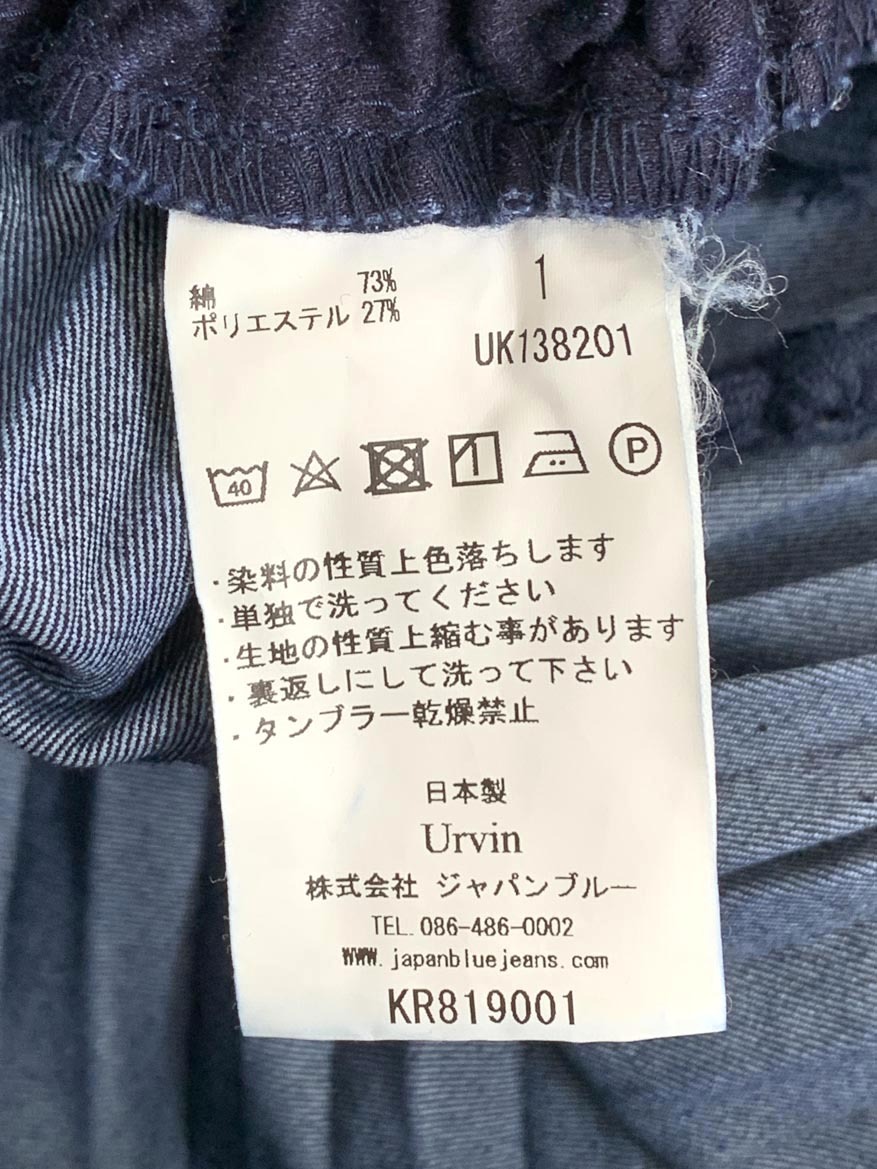 綿 73%
ポリエステル 27%
1
UK138201
40
P
・染料の性質上色落ちします
・単独で洗ってください
・生地の性質上縮む事があります
・裏返しにして洗って下さい
・タンブラー乾燥禁止
日本製
Urvin
株式会社 ジャパンブルー
TEL. 086-486-0002
WWW. japanbluejeans. com
KR819001